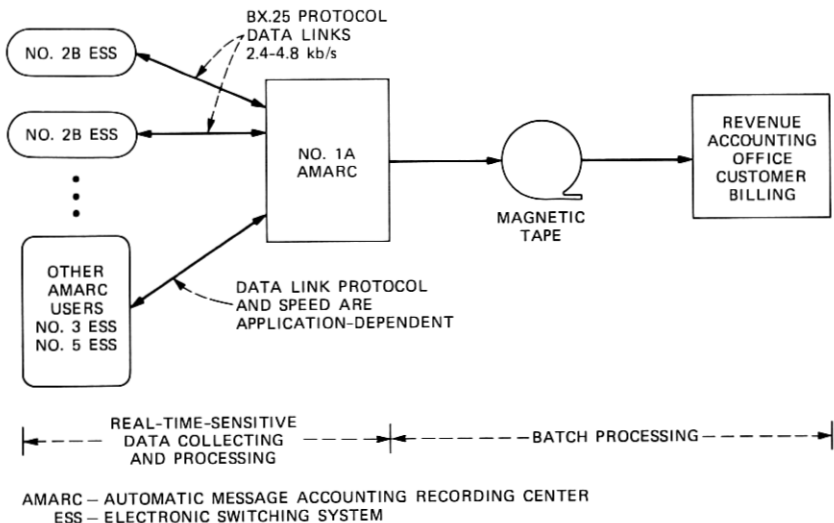 BX.25 PROTOCOL
DATA LINKS
2.4-4.8 kb/s
NO. 2B ESS
NO. 2B ESS
NO. 1A
AMARC
MAGNETIC
TAPE
REVENUE
ACCOUNTING
OFFICE
CUSTOMER
BILLING
OTHER
AMARC
USERS
NO. 3 ESS
NO. 5 ESS
DATA LINK PROTOCOL
AND SPEED ARE
APPLICATION-DEPENDENT
REAL-TIME-SENSITIVE
DATA COLLECTING
AND PROCESSING
BATCH PROCESSING
AMARC – AUTOMATIC MESSAGE ACCOUNTING RECORDING CENTER
ESS – ELECTRONIC SWITCHING SYSTEM